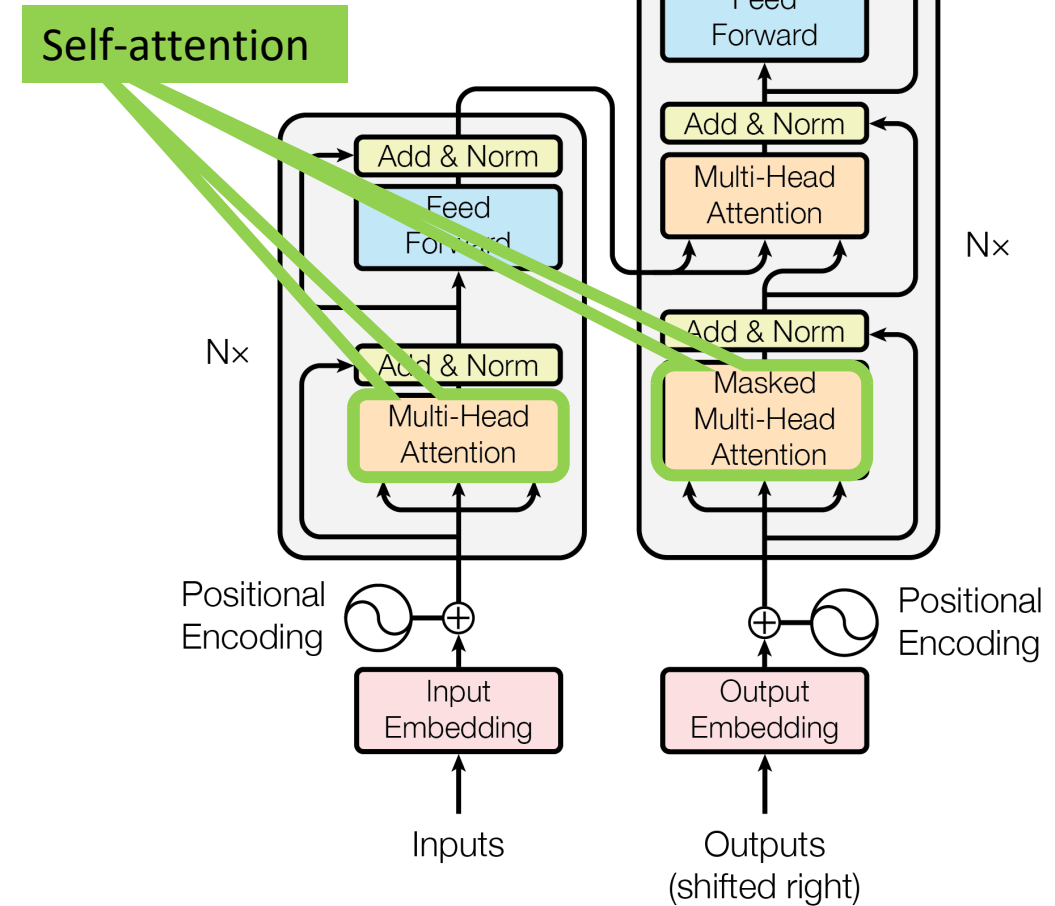 Self-attention
Feed
Forward
Add & Norm
Multi-Head
Attention
Nx
Add & Norm
Masked
Multi-Head
Attention
Add & Norm
Feed
Forward
Nx
Add & Norm
Multi-Head
Attention
Positional
Encoding
Input
Embedding
Inputs
Positional
Encoding
Output
Embedding
Outputs
(shifted right)